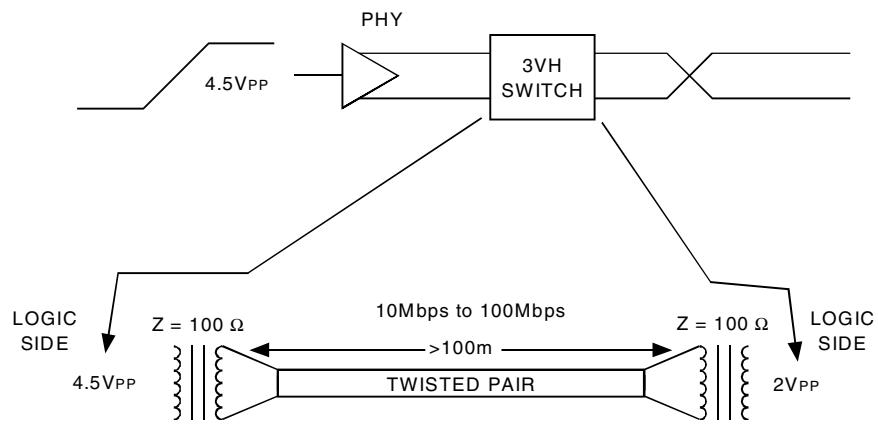 PHY
4.5VPP
3VH
SWITCH
10Mbps to 100Mbps
LOGIC
SIDE
Z = 100 Ω
>100m
Z = 100 Ω
LOGIC
SIDE
4.5VPP
TWISTED PAIR
2VPP